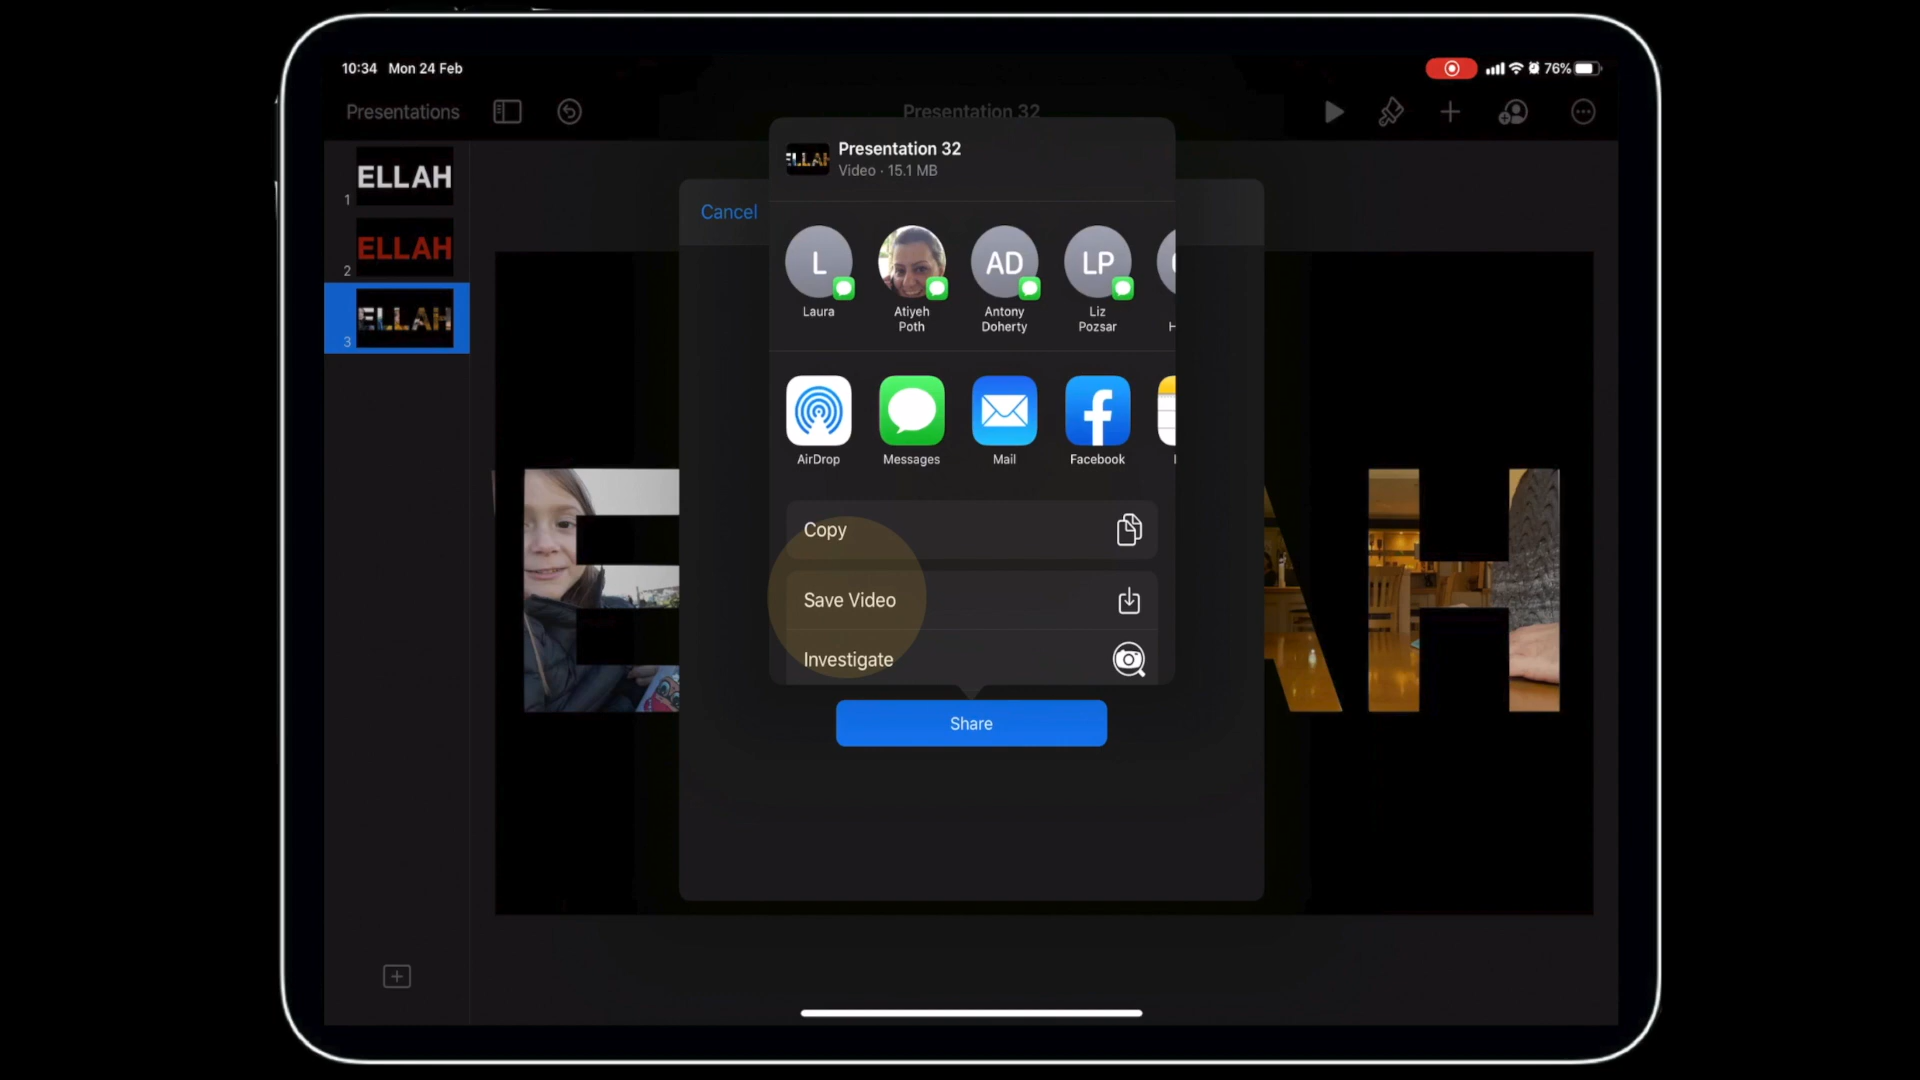 10:34 Mon 24 Feb
76%
Presentations
Presentation 32
Presentation 32
Video · 15.1 MB
Cancel
1 ELLAH
2 ELLAH
3 ELLAH
ELLAH
L
AD
LP
Laura
Atiyeh
Poth
Antony
Doherty
Liz
Pozsar
AirDrop
Messages
Mail
Facebook
Copy
Save Video
Investigate
Share
E
AH